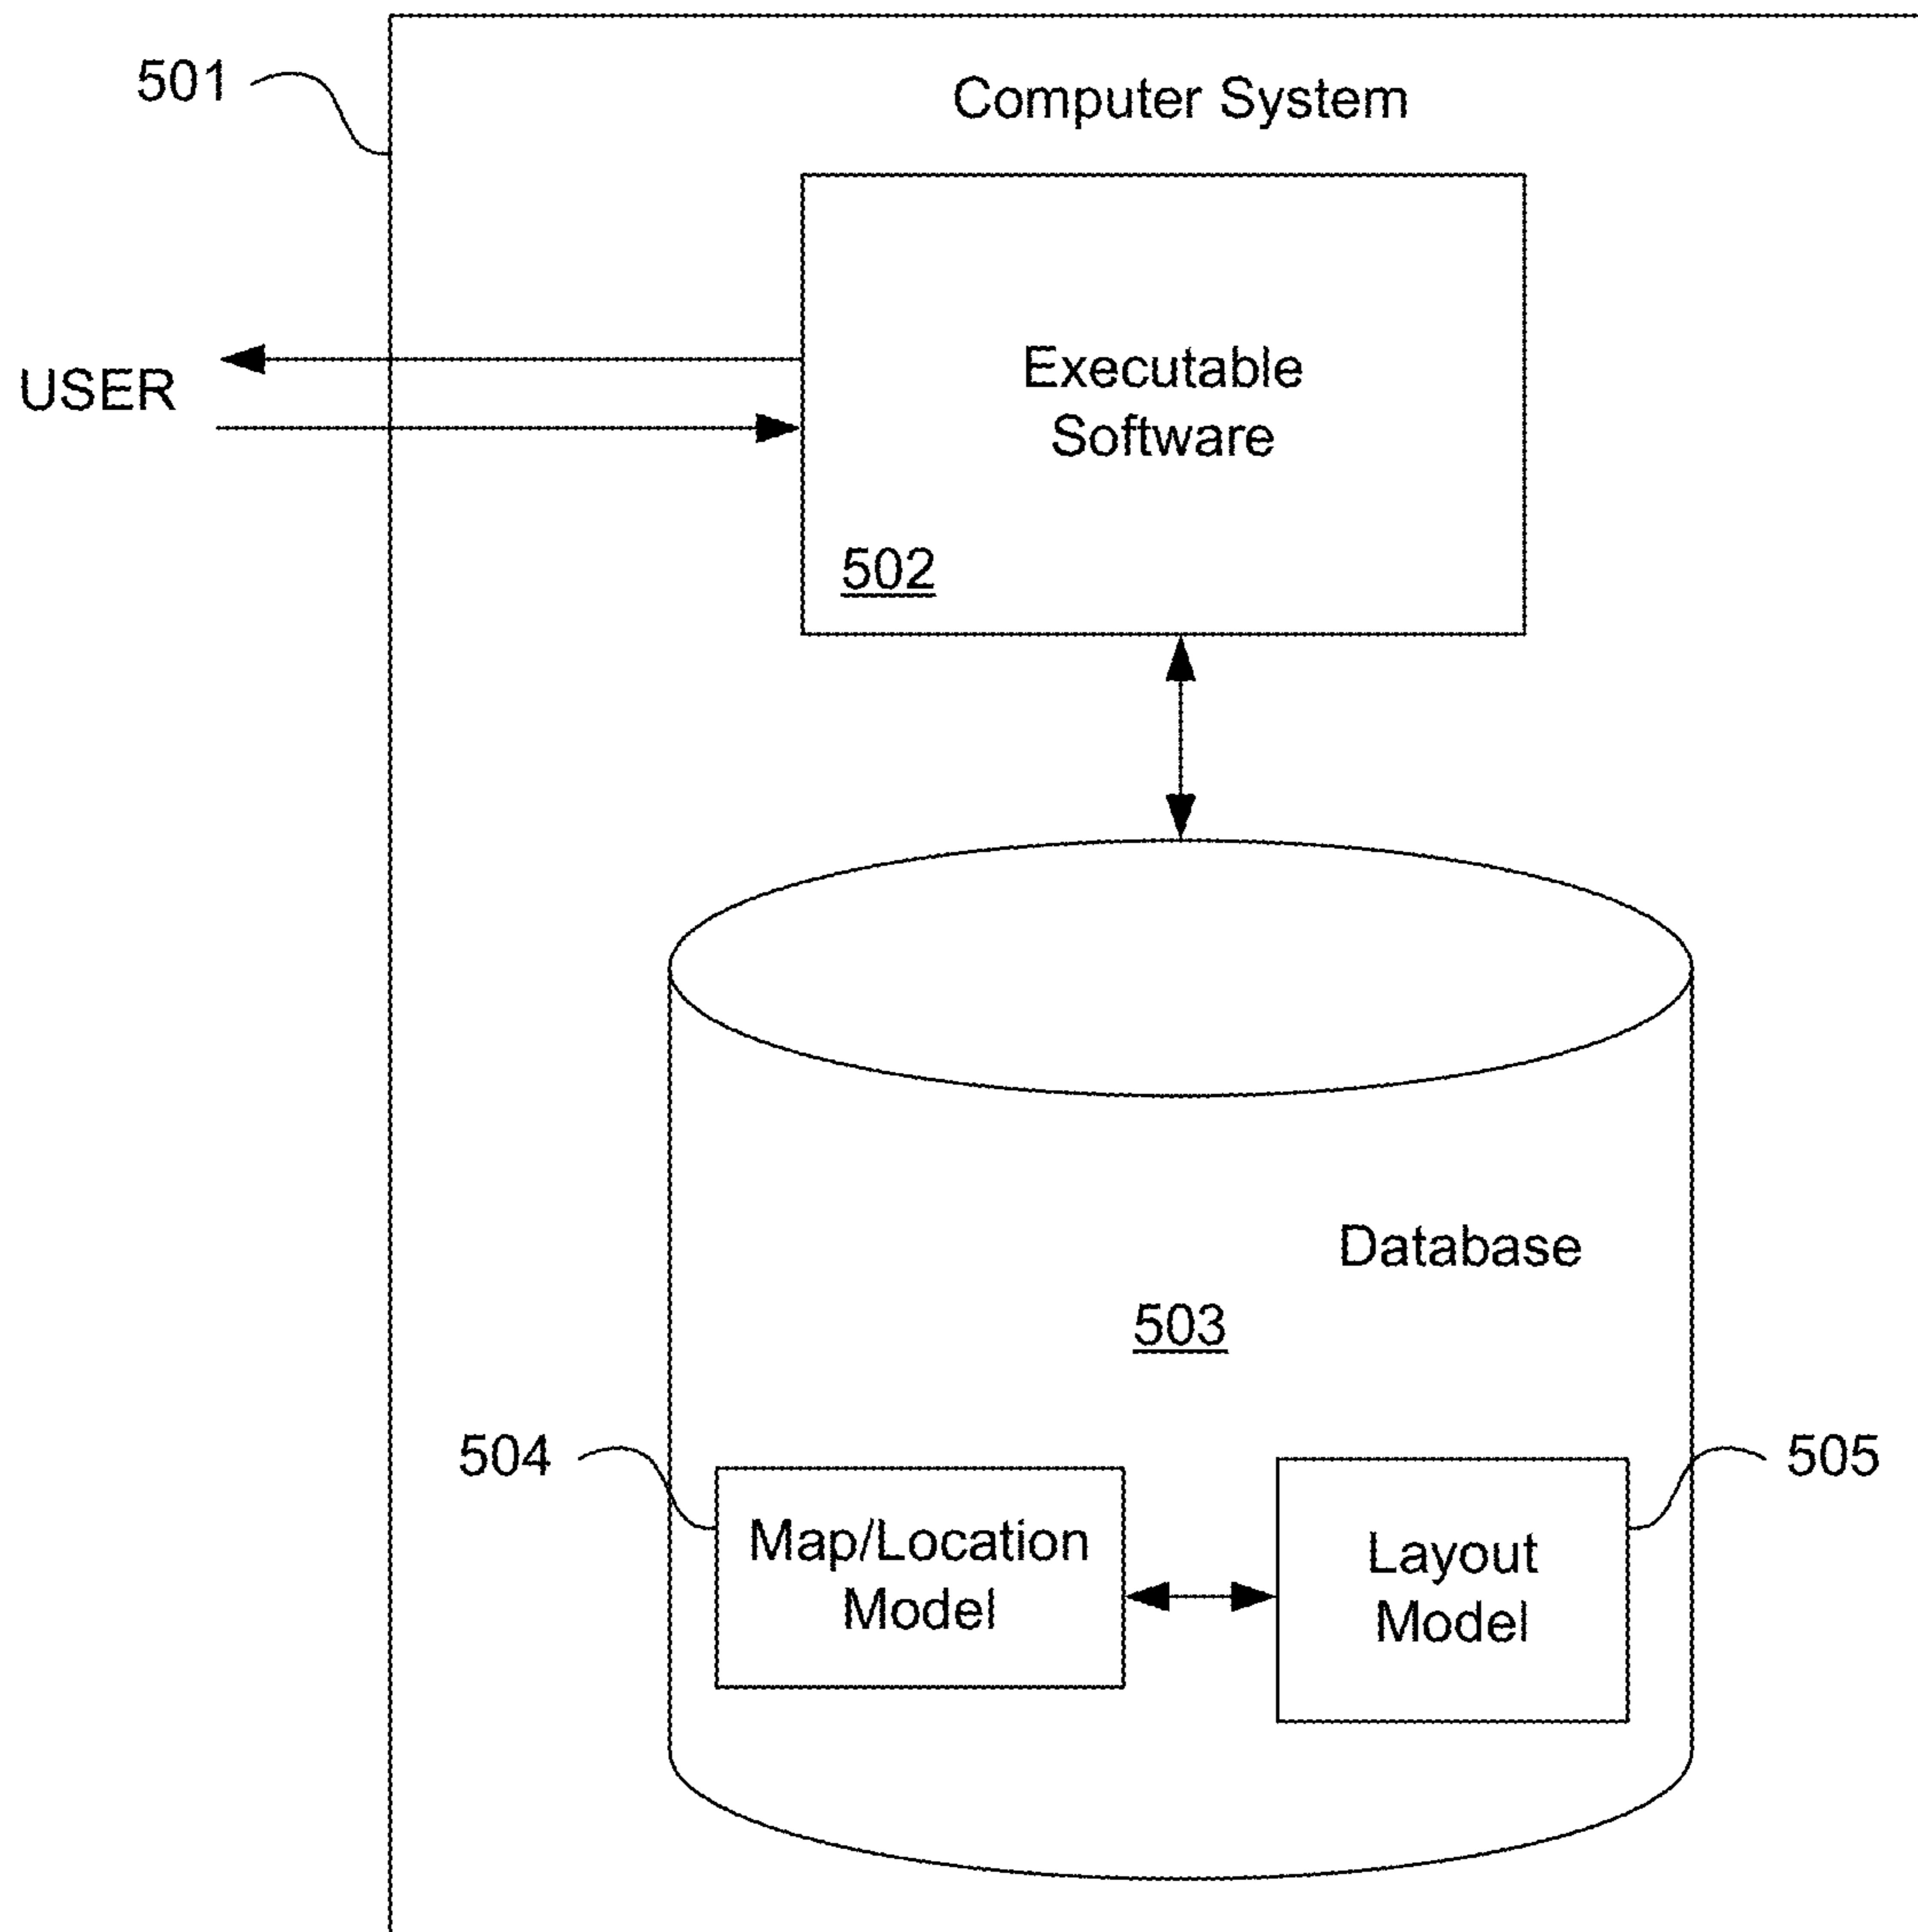 501
Computer System
USER
Executable
Software
502
Database
503
504
505
Map/Location
Model
Layout
Model